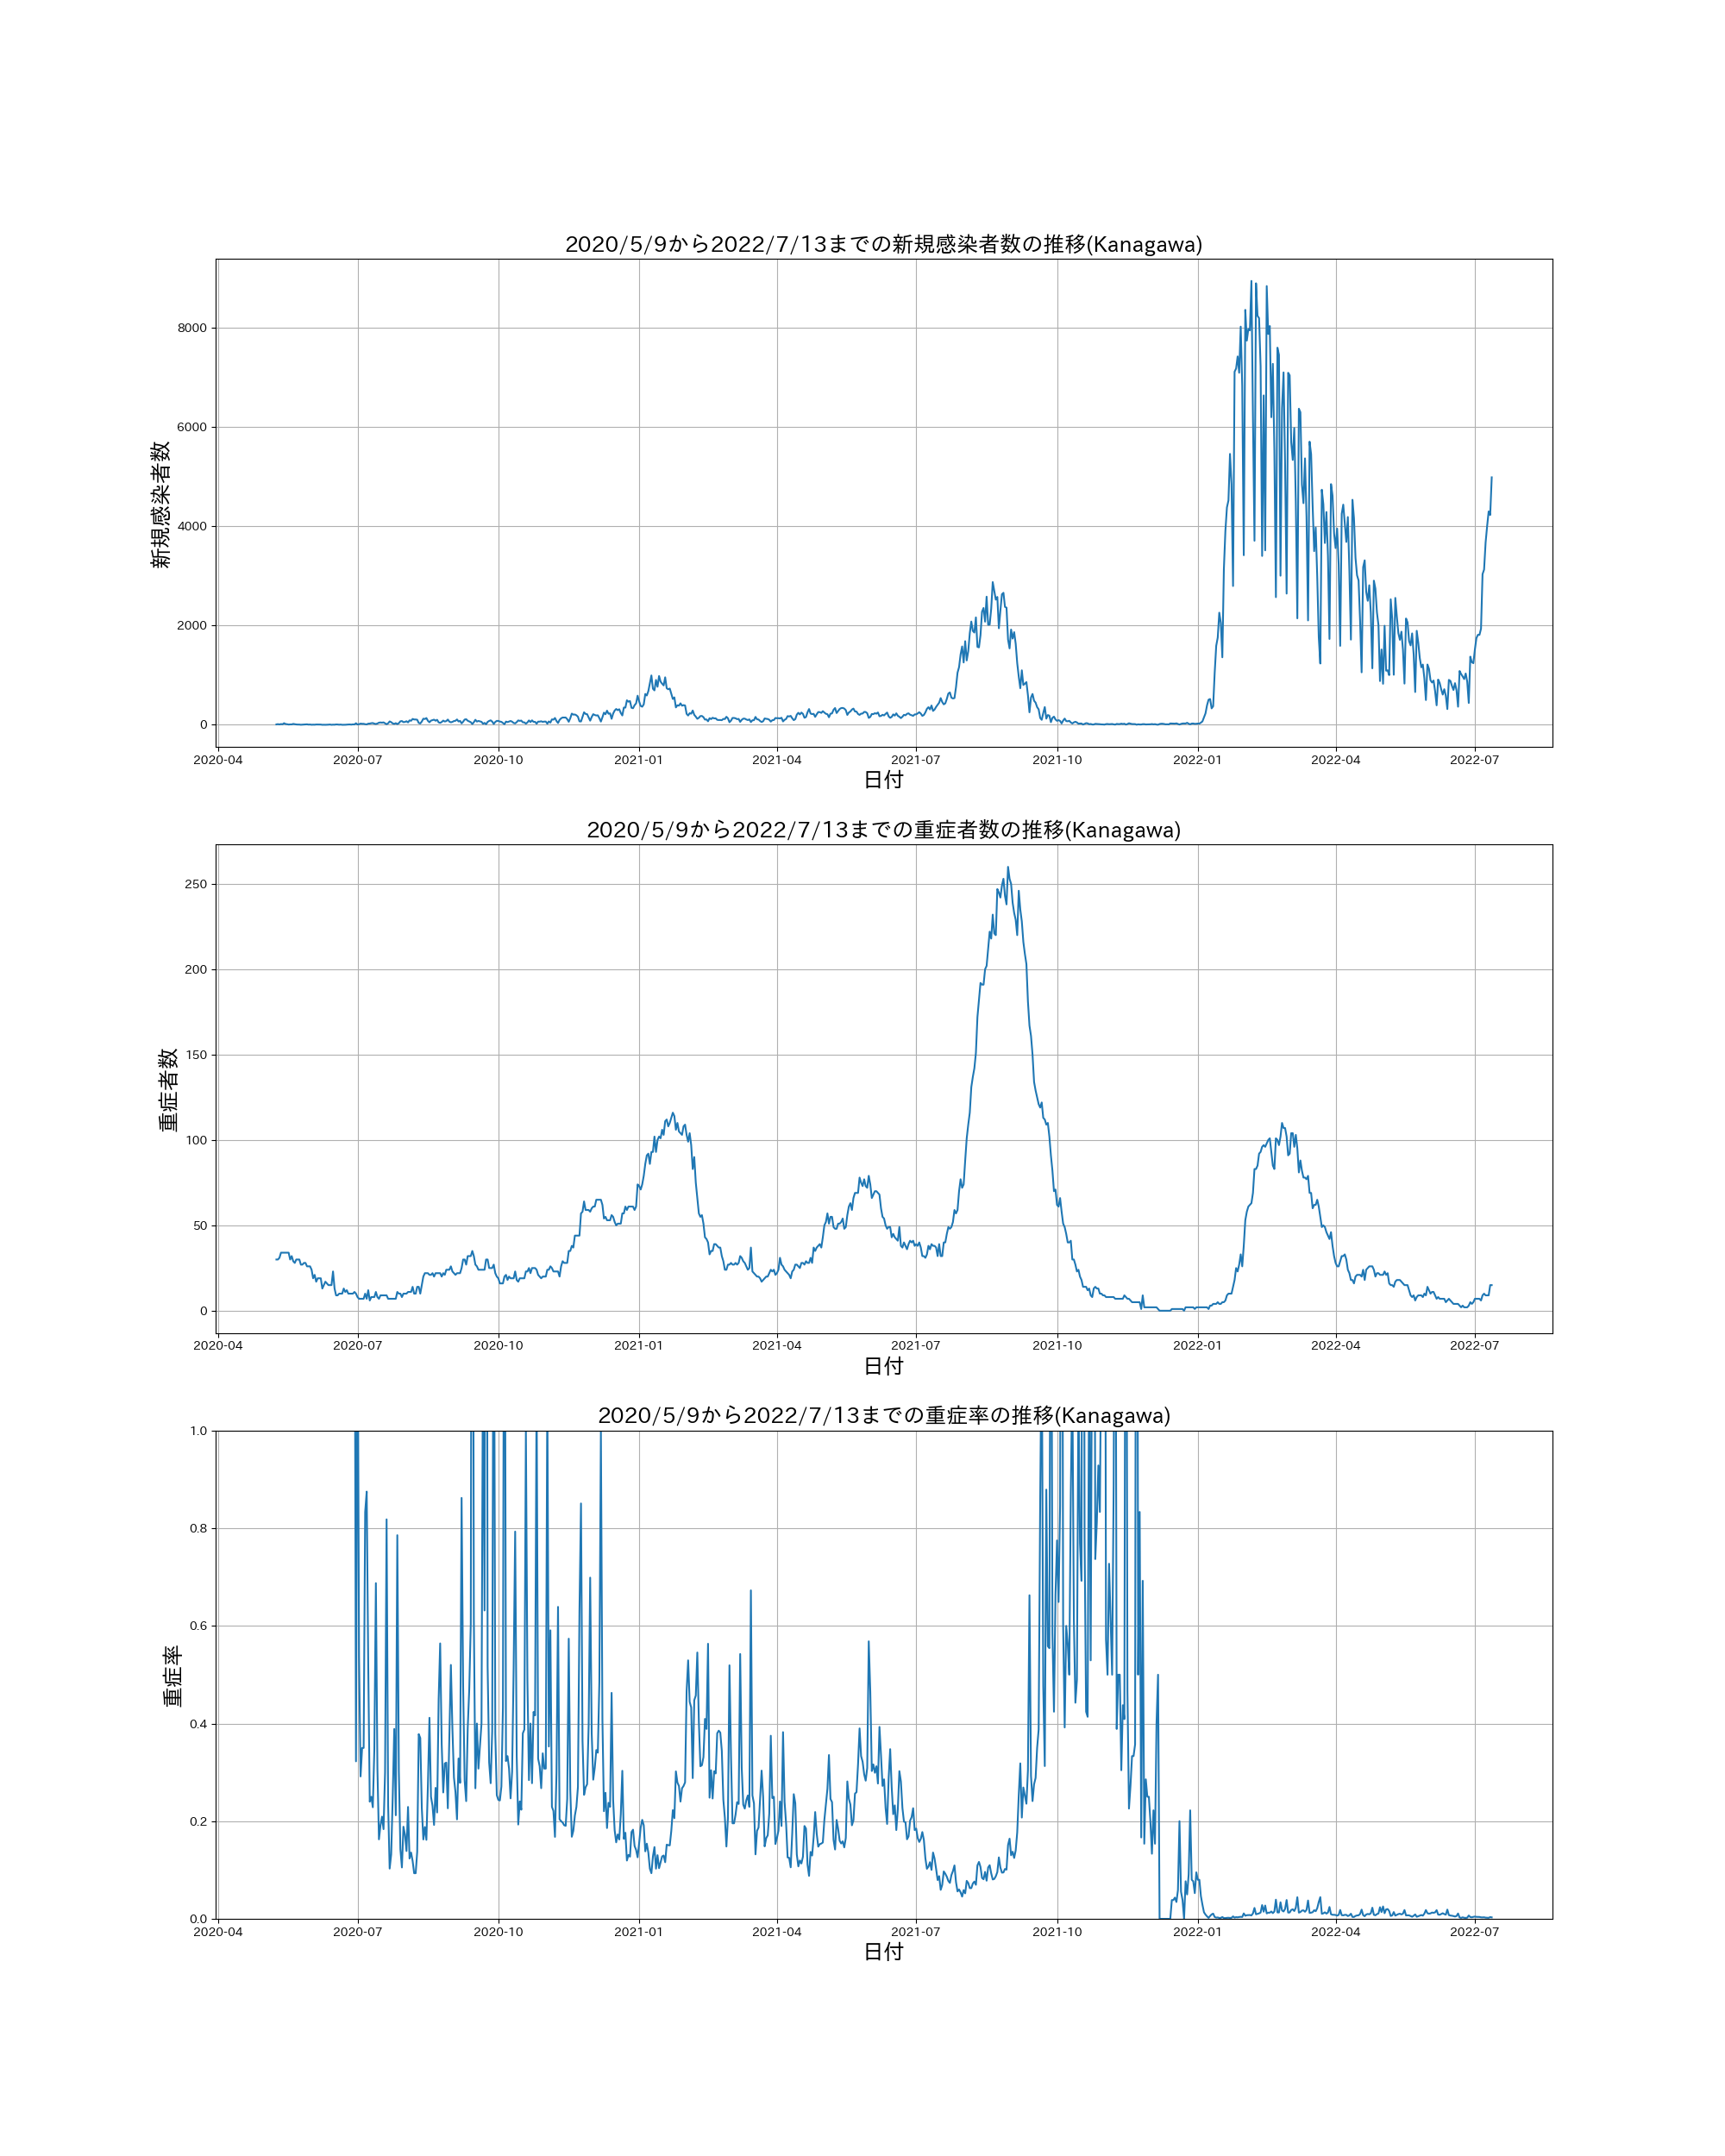 2020/5/9から2022/7/13までの新規感染者数の推移(Kanagawa)
新規感染者数
8000
6000
4000
2000
0
2020-04 2020-07 2020-10 2021-01 2021-04 2021-07 2021-10 2022-01 2022-04 2022-07
日付
2020/5/9から2022/7/13までの重症者数の推移(Kanagawa)
重症者数
250
200
150
100
50
0
2020-04 2020-07 2020-10 2021-01 2021-04 2021-07 2021-10 2022-01 2022-04 2022-07
日付
2020/5/9から2022/7/13までの重症率の推移(Kanagawa)
重症率
1.0
0.8
0.6
0.4
0.2
0.0
2020-04 2020-07 2020-10 2021-01 2021-04 2021-07 2021-10 2022-01 2022-04 2022-07
日付